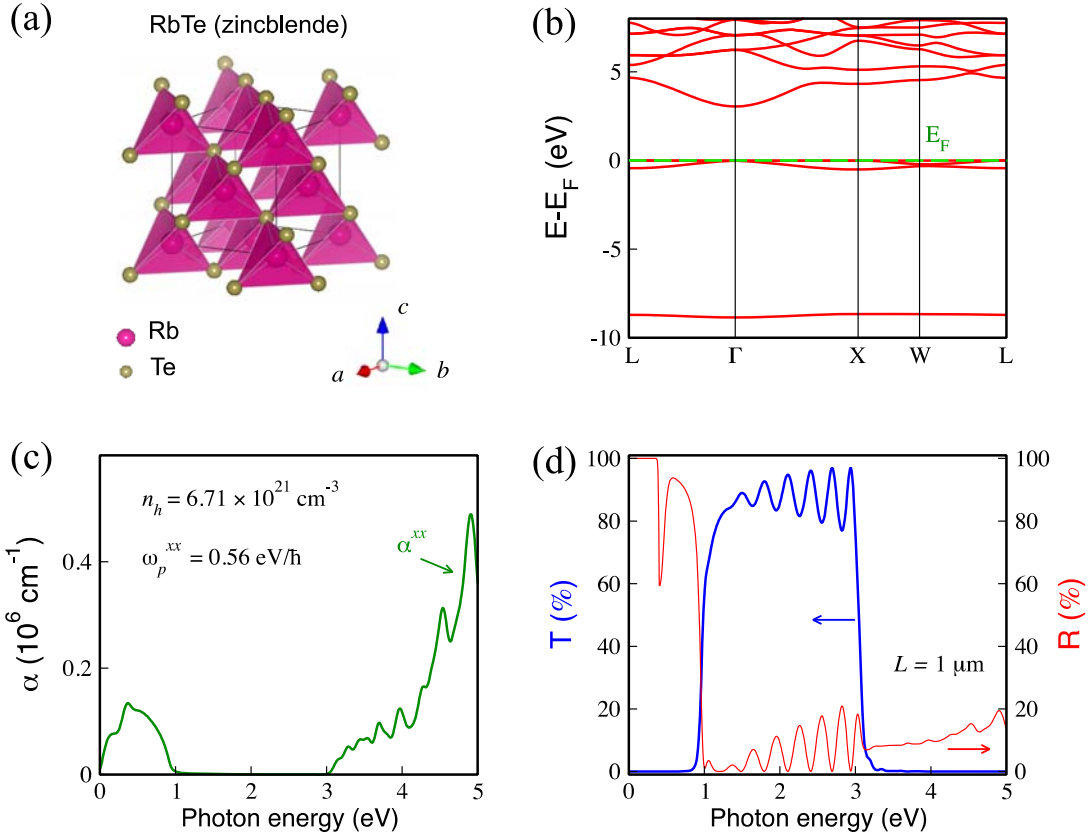 (a)
RbTe (zincblende)
Rb
Te
a
b
c
(b)
E-E_F (eV)
5
0
-5
-10
E_F
L
Γ
X
W
L
(c)
n_h = 6.71 × 10^21 cm^-3
ω_p^xx = 0.56 eV/ħ
α^xx
α (10^6 cm^-1)
0.4
0.2
0
0 1 2 3 4 5
Photon energy (eV)
(d)
T (%)
100
80
60
40
20
0
L = 1 μm
100
80
60
40
20
0
R (%)
0 1 2 3 4 5
Photon energy (eV)